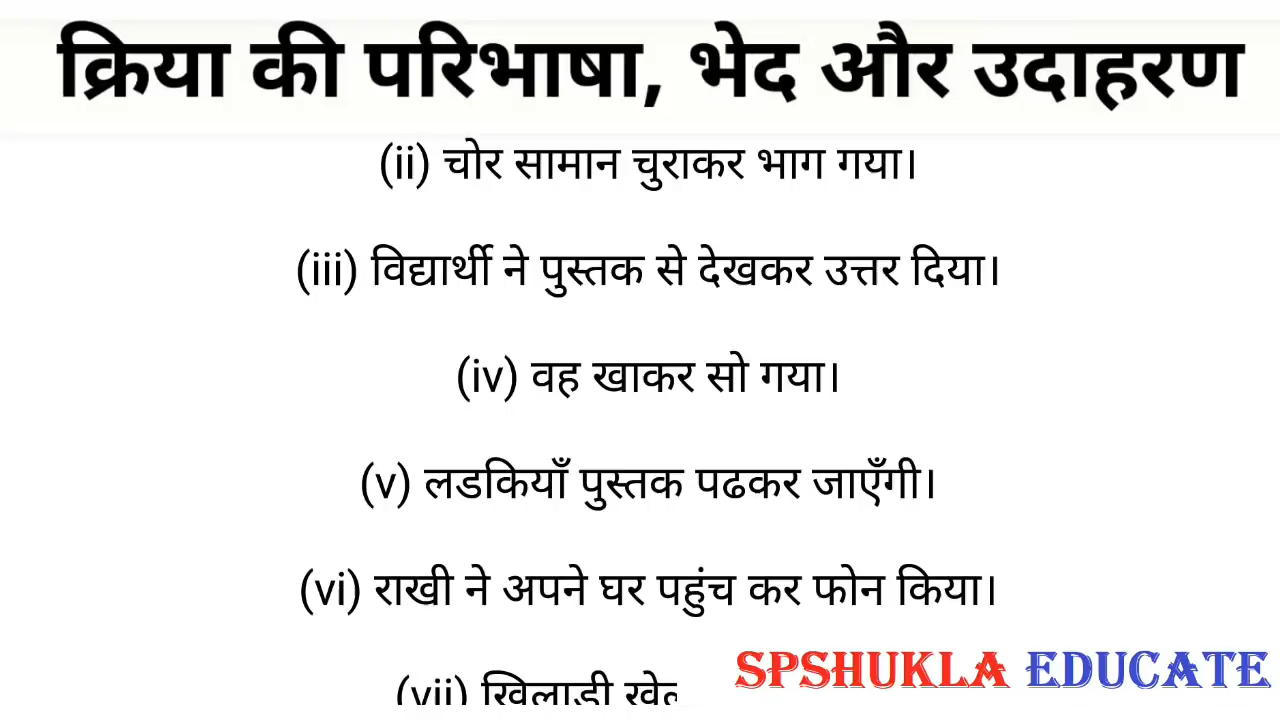 क्रिया की परिभाषा, भेद और उदाहरण
(ii) चोर सामान चुराकर भाग गया।
(iii) विद्यार्थी ने पुस्तक से देखकर उत्तर दिया।
(iv) वह खाकर सो गया।
(v) लडकियाँ पुस्तक पढकर जाएँगी।
(vi) राखी ने अपने घर पहुंच कर फोन किया।
(vii) खिलाडी
SPSHUKLA EDUCATE